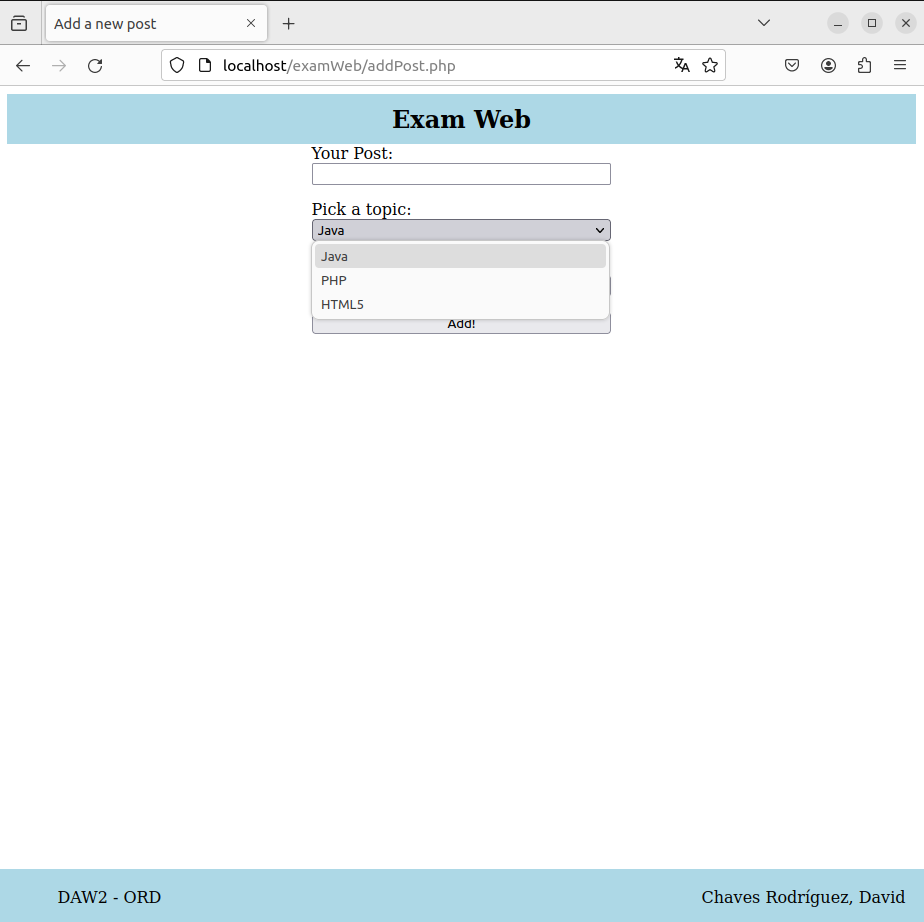 Add a new post
localhost/examWeb/addPost.php
Exam Web
Your Post:
Pick a topic:
Java
Java
PHP
HTML5
Add!
DAW2 - ORD
Chaves Rodríguez, David